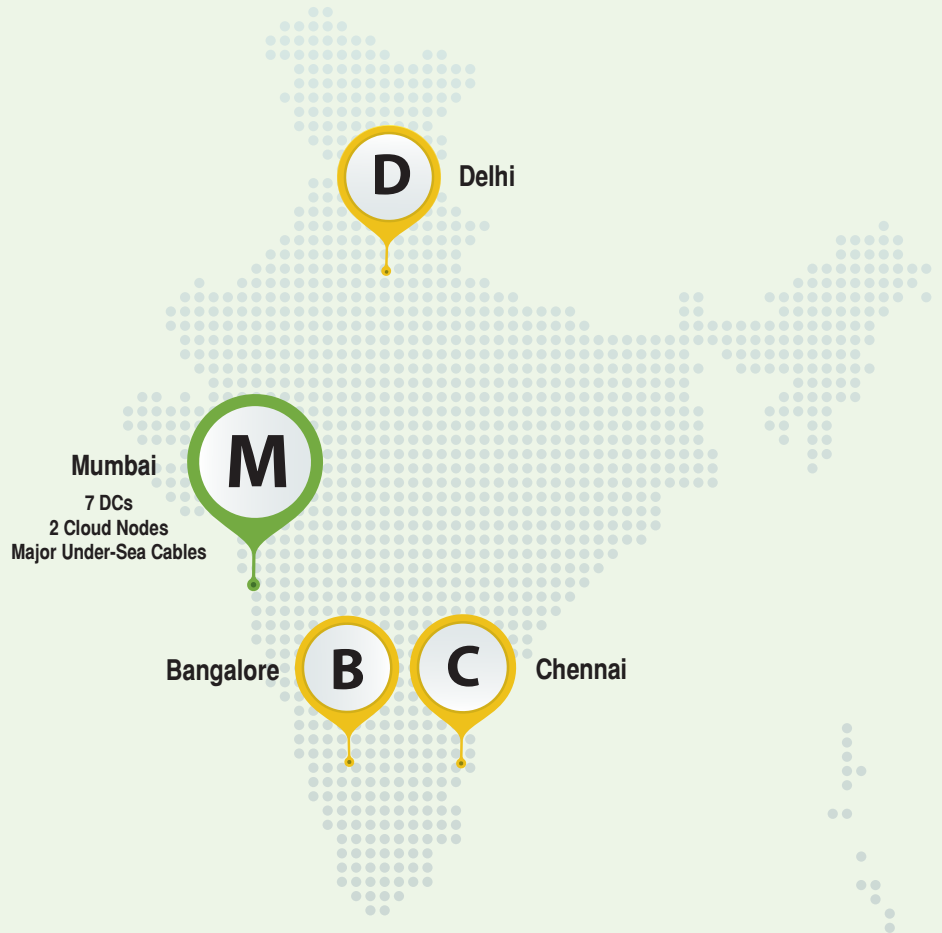 D
Delhi
M
Mumbai
7 DCs
2 Cloud Nodes
Major Under-Sea Cables
Bangalore
B
C
Chennai